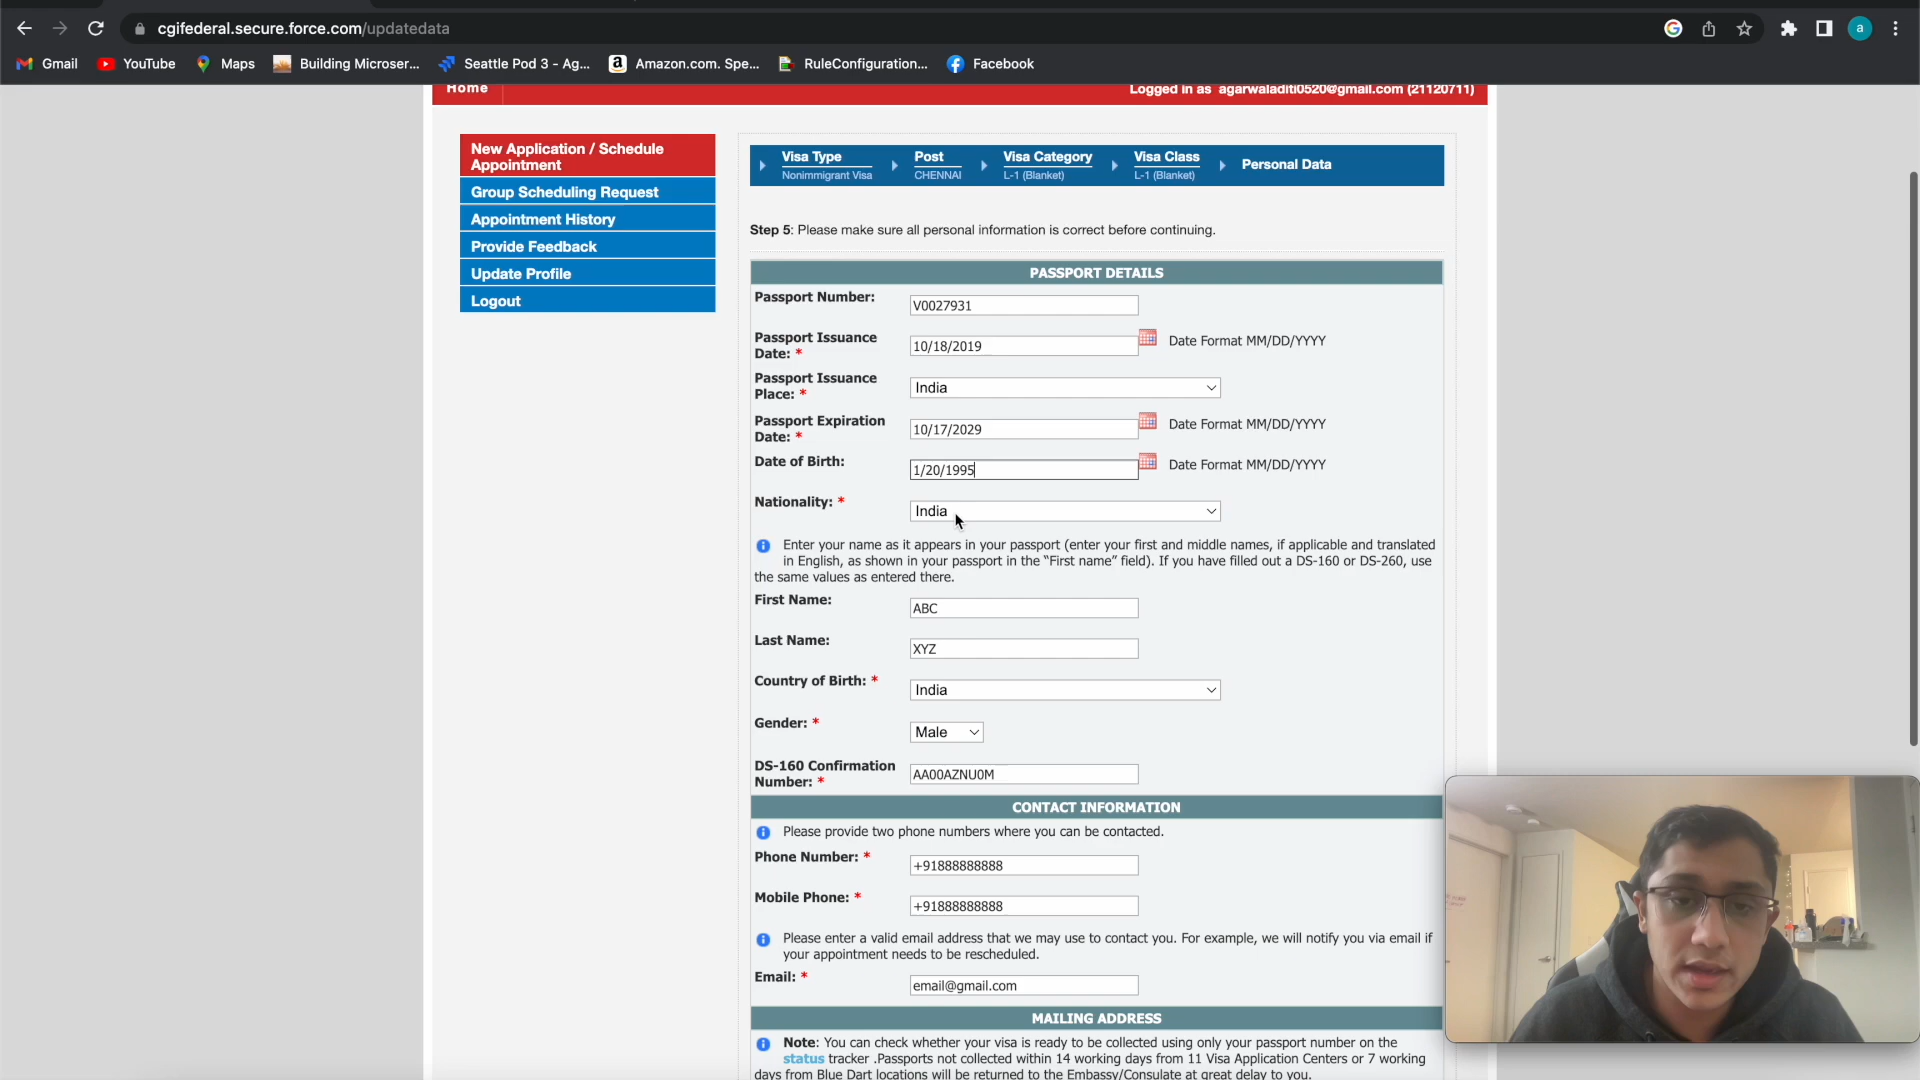 cgifederal.secure.force.com/updatedata
a
Gmail YouTube Maps Building Microser... Seattle Pod 3 - Ag... Amazon.com. Spe... RuleConfiguration... Facebook
Home Logged in as agarwaladiti0520@gmail.com (21120711)
New Application / Schedule
Appointment
Group Scheduling Request
Appointment History
Provide Feedback
Update Profile
Logout
Visa Type Post Visa Category Visa Class Personal Data
Nonimmigrant Visa CHENNAI L-1 (Blanket) L-1 (Blanket)
Step 5: Please make sure all personal information is correct before continuing.
PASSPORT DETAILS
Passport Number: V0027931
Passport Issuance
Date: * 10/18/2019 Date Format MM/DD/YYYY
Passport Issuance
Place: * India
Passport Expiration
Date: * 10/17/2029 Date Format MM/DD/YYYY
Date of Birth: 1/20/1995 Date Format MM/DD/YYYY
Nationality: * India
Enter your name as it appears in your passport (enter your first and middle names, if applicable and translated
in English, as shown in your passport in the “First name” field). If you have filled out a DS-160 or DS-260, use
the same values as entered there.
First Name: ABC
Last Name: XYZ
Country of Birth: * India
Gender: * Male
DS-160 Confirmation
Number: * AA00AZNU0M
CONTACT INFORMATION
Please provide two phone numbers where you can be contacted.
Phone Number: * +91888888888
Mobile Phone: * +91888888888
Please enter a valid email address that we may use to contact you. For example, we will notify you via email if
your appointment needs to be rescheduled.
Email: * email@gmail.com
MAILING ADDRESS
Note: You can check whether your visa is ready to be collected using only your passport number on the
status tracker .Passports not collected within 14 working days from 11 Visa Application Centers or 7 working
days from Blue Dart locations will be returned to the Embassy/Consulate at great delay to you.